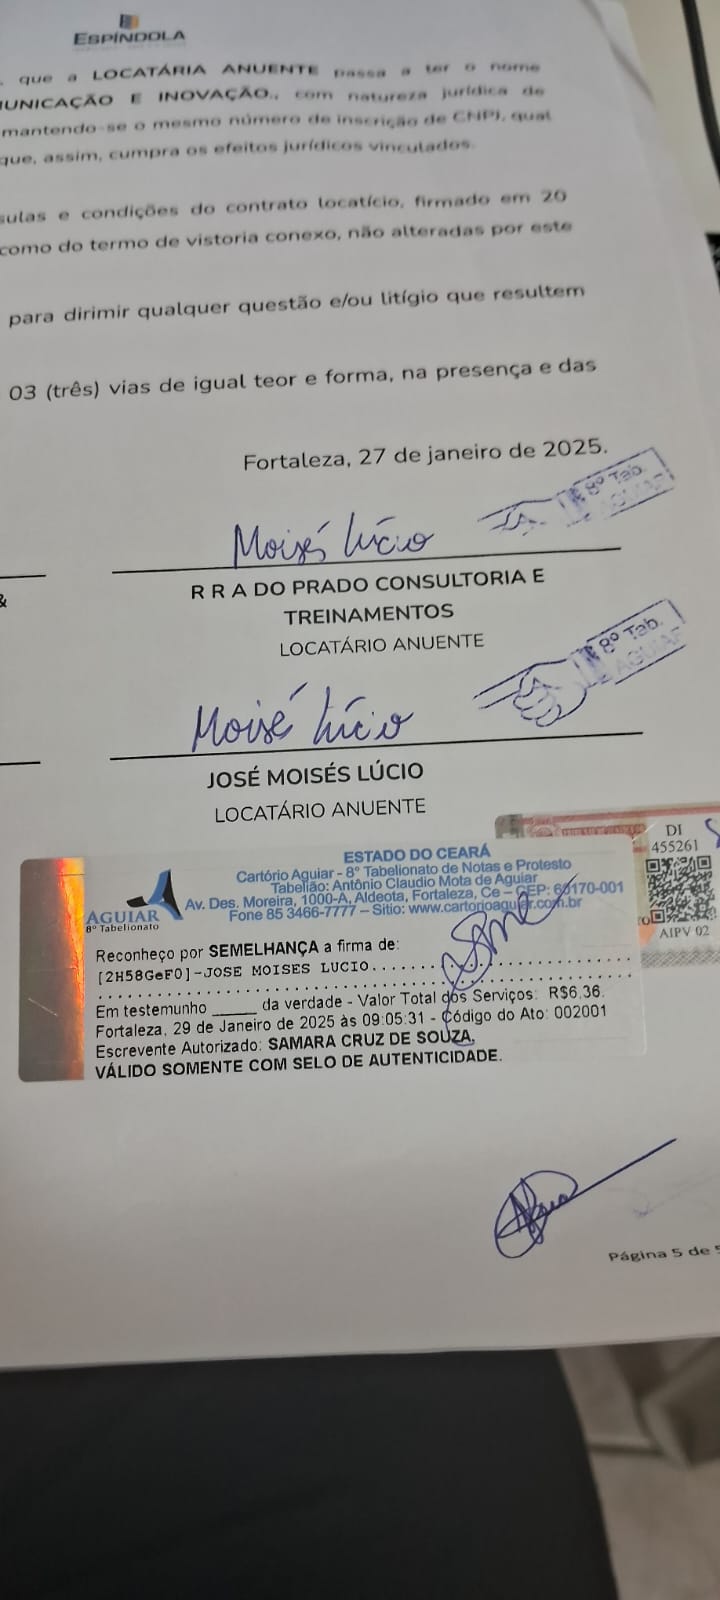 ESPÍNDOLA
que a LOCATÁRIA ANUENTE passa a ter o nome
UNICAÇÃO E INOVAÇÃO., com natureza jurídica de
mantendo-se o mesmo número de inscrição de CNPJ, qual
que, assim, cumpra os efeitos jurídicos vinculados.
sulas e condições do contrato locatício, firmado em 20
como do termo de vistoria conexo, não alteradas por este
para dirimir qualquer questão e/ou litígio que resultem
03 (três) vias de igual teor e forma, na presença e das
Fortaleza, 27 de janeiro de 2025.
8º Tab.
AGUIAR
Moisés Lúcio
&
R R A DO PRADO CONSULTORIA E
TREINAMENTOS
LOCATÁRIO ANUENTE
8º Tab.
AGUIAR
Moisé Lúcio
JOSÉ MOISÉS LÚCIO
LOCATÁRIO ANUENTE
DI
455261
AIPV 02
ESTADO DO CEARÁ
Cartório Aguiar - 8º Tabelionato de Notas e Protesto
Tabelião: Antônio Claudio Mota de Aguiar
Av. Des. Moreira, 1000-A, Aldeota, Fortaleza, Ce – CEP: 60170-001
Fone 85 3466-7777 – Sitio: www.cartorioaguiar.com.br
AGUIAR
8º Tabelionato
Reconheço por SEMELHANÇA a firma de:
[2H58GeF0]-JOSE MOISES LUCIO..........................
Em testemunho _____ da verdade - Valor Total dos Serviços: R$6,36.
Fortaleza, 29 de Janeiro de 2025 às 09:05:31 - Código do Ato: 002001
Escrevente Autorizado: SAMARA CRUZ DE SOUZA,
VÁLIDO SOMENTE COM SELO DE AUTENTICIDADE.
Página 5 de 5